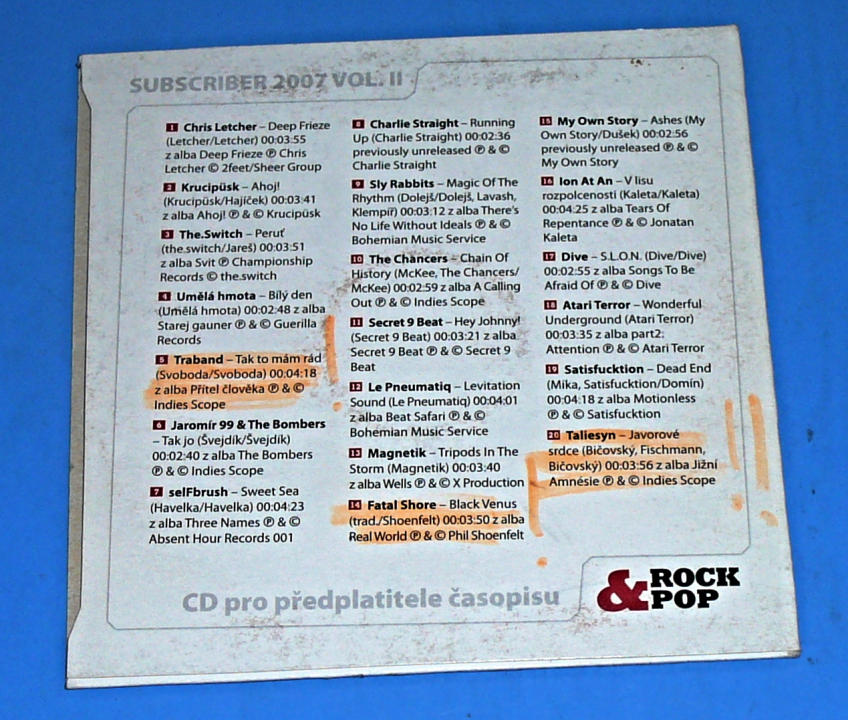 SUBSCRIBER 2007 VOL. II
1 Chris Letcher – Deep Frieze
(Letcher/Letcher) 00:03:55
z alba Deep Frieze ℗ Chris
Letcher © 2feet/Sheer Group
2 Krucipüsk – Ahoj!
(Krucipüsk/Hajíček) 00:03:41
z alba Ahoj! ℗ & © Krucipüsk
3 The.Switch – Peruť
(the.switch/Jareš) 00:03:51
z alba Svit ℗ Championship
Records © the.switch
4 Umělá hmota – Bílý den
(Umělá hmota) 00:02:48 z alba
Starej gauner ℗ & © Guerilla
Records
5 Traband – Tak to mám rád
(Svoboda/Svoboda) 00:04:18
z alba Přítel člověka ℗ & ©
Indies Scope
6 Jaromír 99 & The Bombers
– Tak jo (Švejdík/Švejdík)
00:02:40 z alba The Bombers
℗ & © Indies Scope
7 selFbrush – Sweet Sea
(Havelka/Havelka) 00:04:23
z alba Three Names ℗ & ©
Absent Hour Records 001
8 Charlie Straight – Running
Up (Charlie Straight) 00:02:36
previously unreleased ℗ & ©
Charlie Straight
9 Sly Rabbits – Magic Of The
Rhythm (Dolejš/Dolejš, Lavash,
Klempíř) 00:03:12 z alba There's
No Life Without Ideals ℗ & ©
Bohemian Music Service
10 The Chancers – Chain Of
History (McKee, The Chancers/
McKee) 00:02:59 z alba A Calling
Out ℗ & © Indies Scope
11 Secret 9 Beat – Hey Johnny!
(Secret 9 Beat) 00:03:21 z alba
Secret 9 Beat ℗ & © Secret 9
Beat
12 Le Pneumatiq – Levitation
Sound (Le Pneumatiq) 00:04:01
z alba Beat Safari ℗ & ©
Bohemian Music Service
13 Magnetik – Tripods In The
Storm (Magnetik) 00:03:40
z alba Wells ℗ & © X Production
14 Fatal Shore – Black Venus
(trad./Shoenfelt) 00:03:50 z alba
Real World ℗ & © Phil Shoenfelt
15 My Own Story – Ashes (My
Own Story/Dušek) 00:02:56
previously unreleased ℗ & ©
My Own Story
16 Ion At An – V lisu
rozpolcenosti (Kaleta/Kaleta)
00:04:25 z alba Tears Of
Repentance ℗ & © Jonatan
Kaleta
17 Dive – S.L.O.N. (Dive/Dive)
00:02:55 z alba Songs To Be
Afraid Of ℗ & © Dive
18 Atari Terror – Wonderful
Underground (Atari Terror)
00:03:35 z alba part2:
Attention ℗ & © Atari Terror
19 Satisfucktion – Dead End
(Mika, Satisfucktion/Domín)
00:04:18 z alba Motionless
℗ & © Satisfucktion
20 Taliesyn – Javorové
srdce (Bičovský, Fischmann,
Bičovský) 00:03:56 z alba Jižní
Amnésie ℗ & © Indies Scope
CD pro předplatitele časopisu
& ROCK
POP